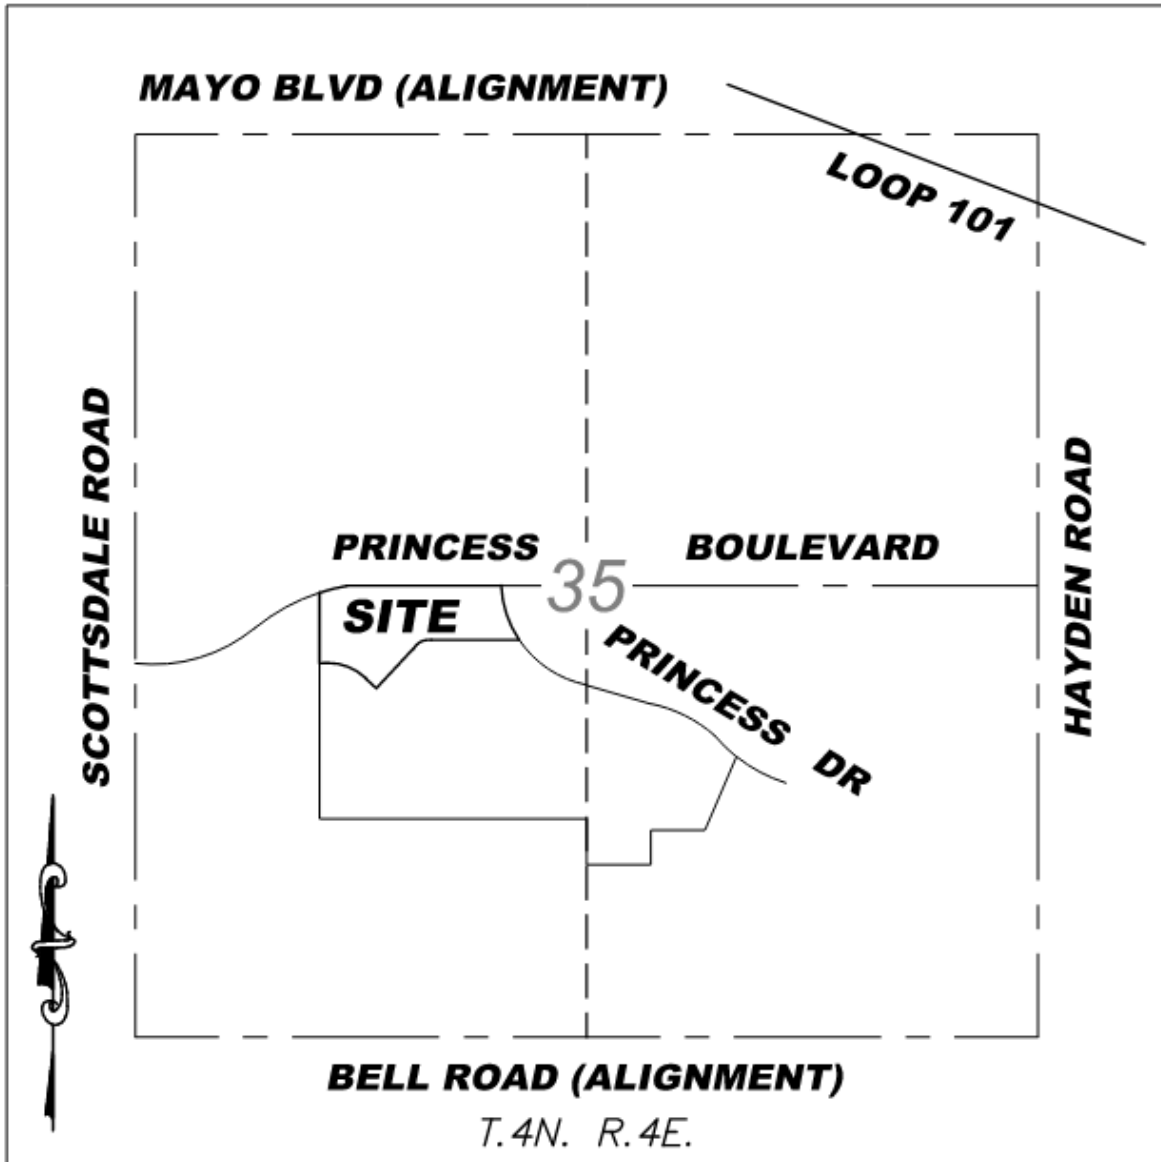 MAYO BLVD (ALIGNMENT)
LOOP 101
SCOTTSDALE ROAD
HAYDEN ROAD
PRINCESS BOULEVARD
35
SITE
PRINCESS DR
BELL ROAD (ALIGNMENT)
T.4N. R.4E.